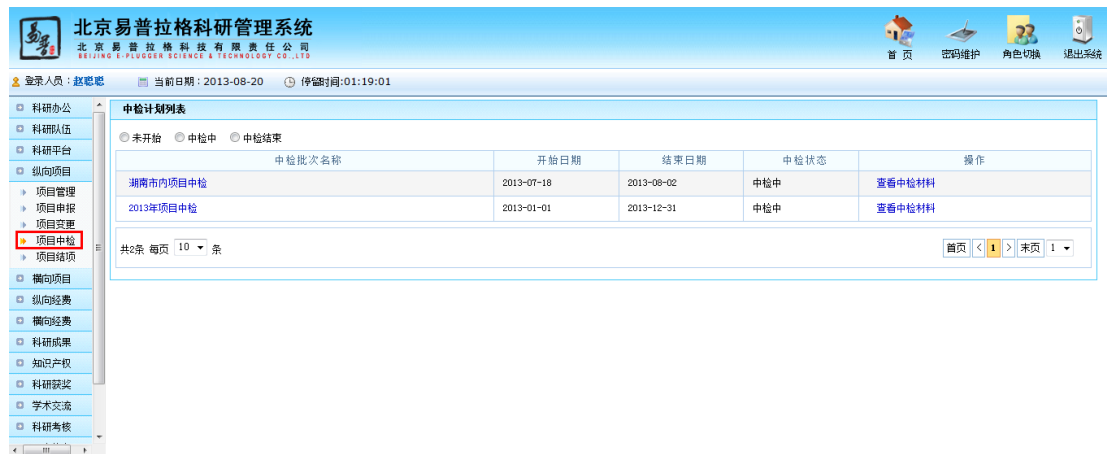 北京易普拉格科研管理系统
北京易普拉格科技有限责任公司
BEIJING E-PLUGGER SCIENCE & TECHNOLOGY CO.,LTD
首页 密码维护 角色切换 退出系统
登录人员：赵聪聪 当前日期：2013-08-20 停留时间:01:19:01
科研办公
科研队伍
科研平台
纵向项目
项目管理
项目申报
项目变更
项目中检
项目结项
横向项目
纵向经费
横向经费
科研成果
知识产权
科研获奖
学术交流
科研考核
中检计划列表
未开始 中检中 中检结束
中检批次名称 开始日期 结束日期 中检状态 操作
湖南市内项目中检 2013-07-18 2013-08-02 中检中 查看中检材料
2013年项目中检 2013-01-01 2013-12-31 中检中 查看中检材料
共2条 每页 10 条
首页 < 1 > 末页 1